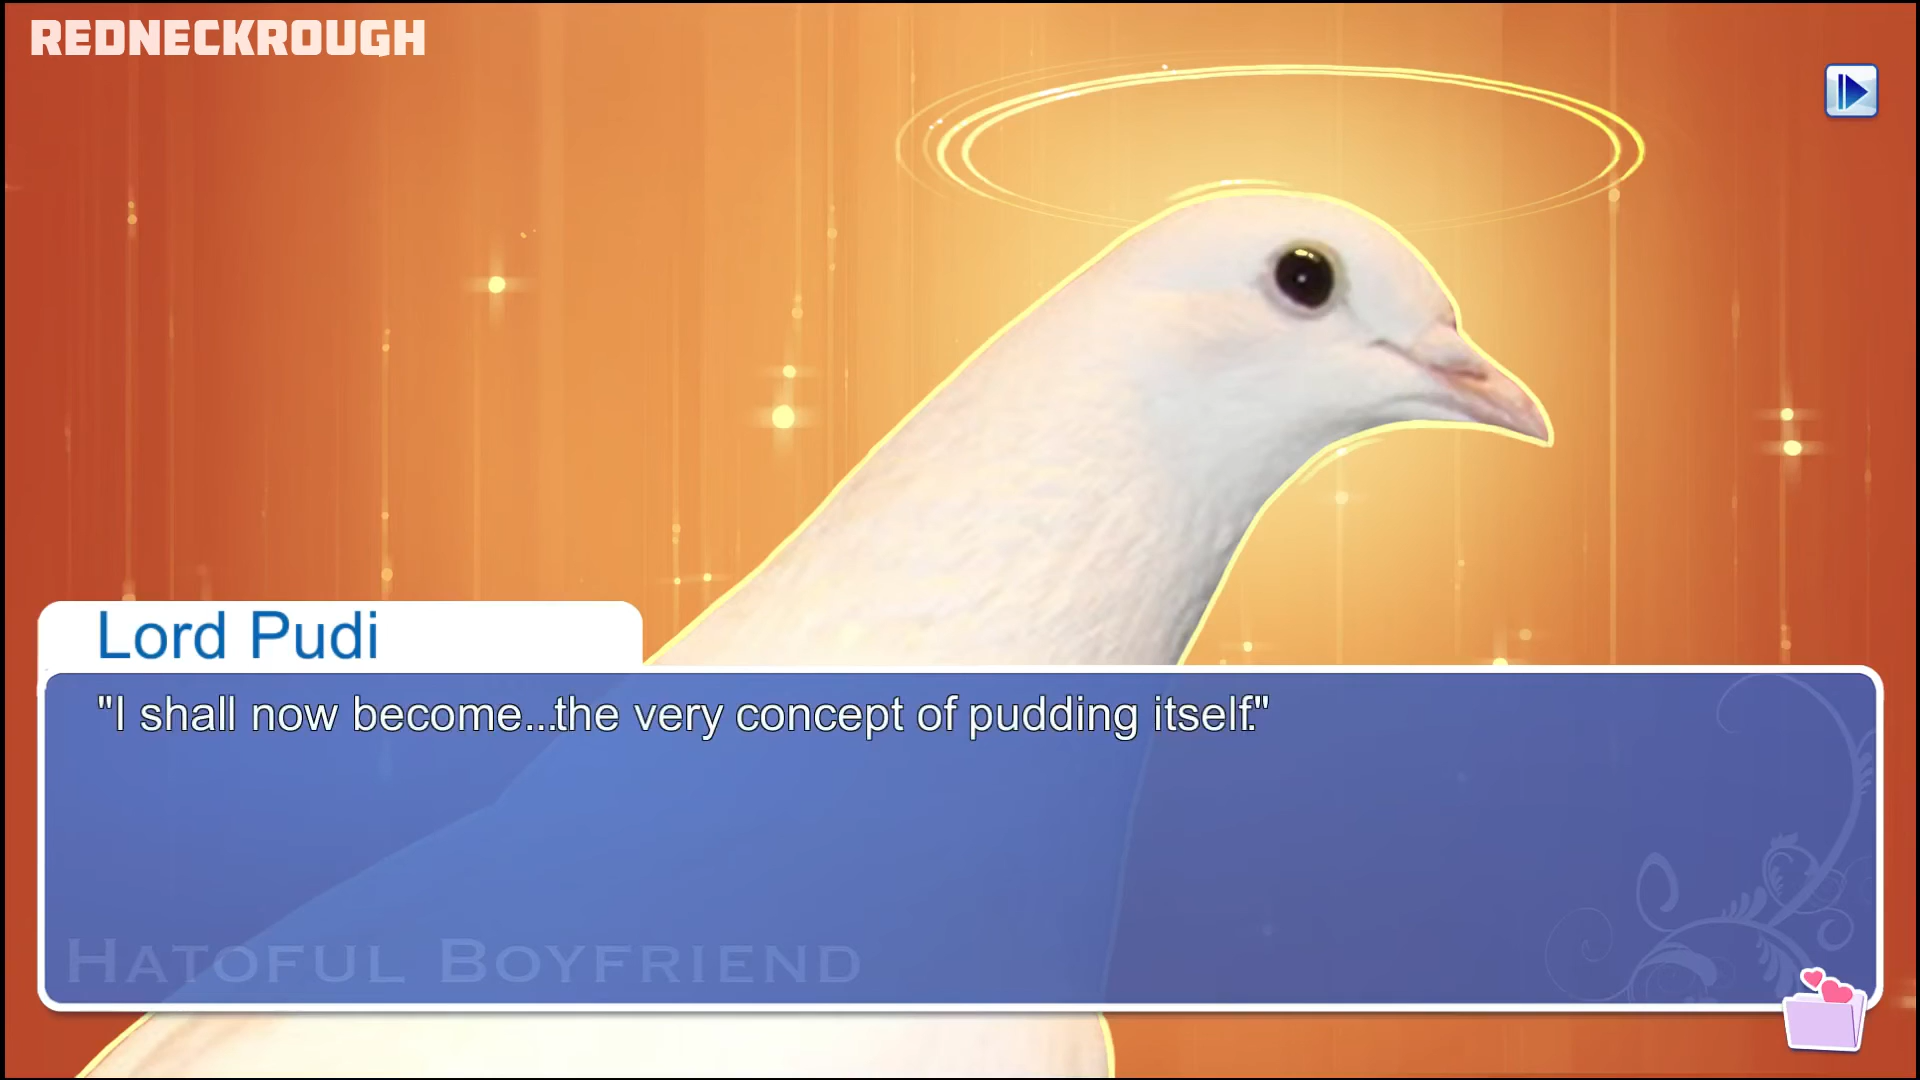 REDNECKROUGH
Lord Pudi
"I shall now become...the very concept of pudding itself."
HATOFUL BOYFRIEND